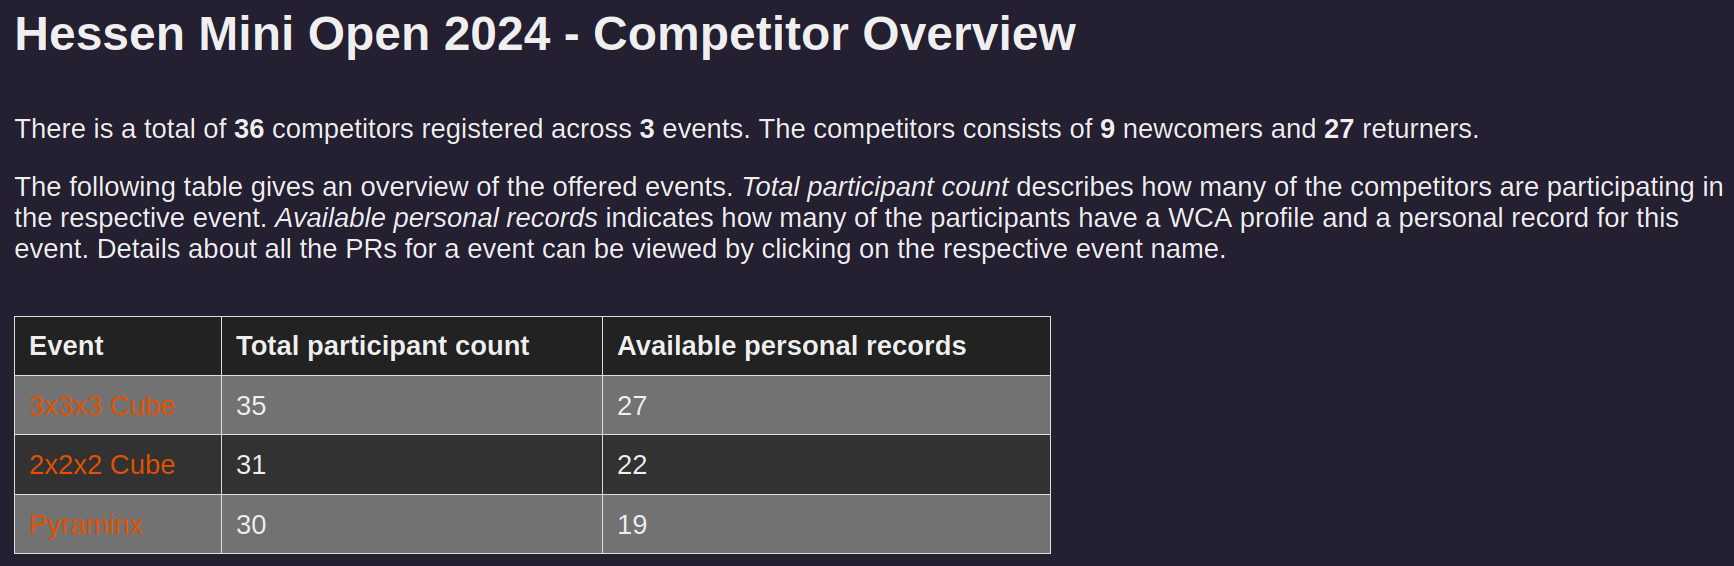 Hessen Mini Open 2024 - Competitor Overview
There is a total of 36 competitors registered across 3 events. The competitors consists of 9 newcomers and 27 returners.
The following table gives an overview of the offered events. Total participant count describes how many of the competitors are participating in
the respective event. Available personal records indicates how many of the participants have a WCA profile and a personal record for this
event. Details about all the PRs for a event can be viewed by clicking on the respective event name.
Event Total participant count Available personal records
3x3x3 Cube 35 27
2x2x2 Cube 31 22
Pyraminx 30 19